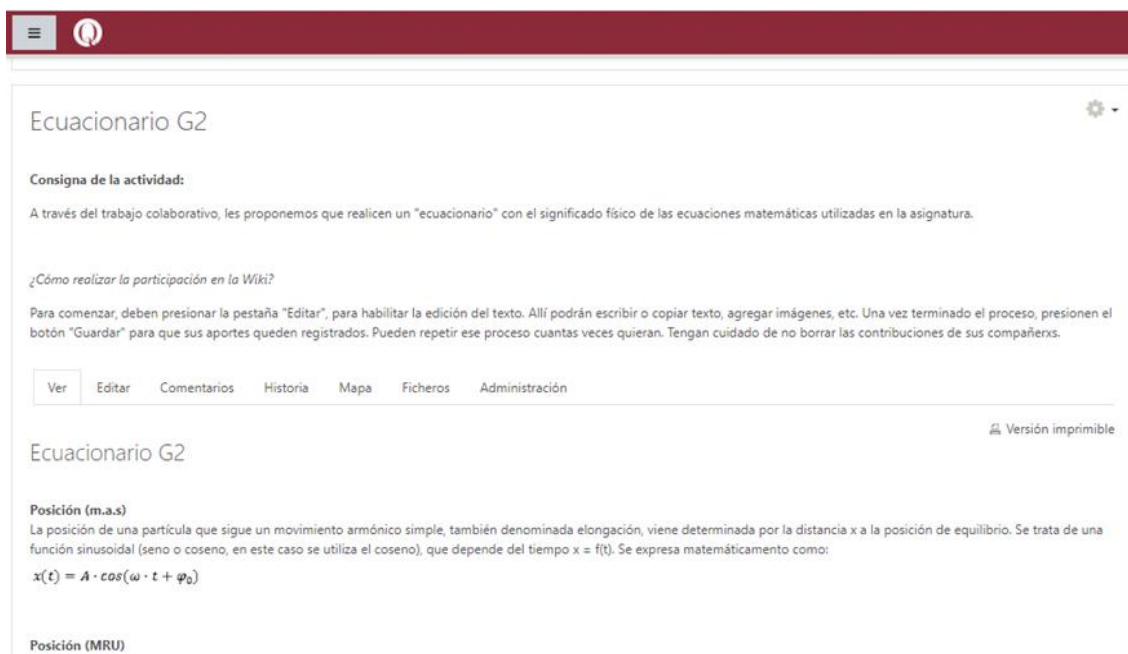 Ecuacionario G2
Consigna de la actividad:
A través del trabajo colaborativo, les proponemos que realicen un "ecuacionario" con el significado físico de las ecuaciones matemáticas utilizadas en la asignatura.
¿Cómo realizar la participación en la Wiki?
Para comenzar, deben presionar la pestaña "Editar", para habilitar la edición del texto. Allí podrán escribir o copiar texto, agregar imágenes, etc. Una vez terminado el proceso, presionen el
botón "Guardar" para que sus aportes queden registrados. Pueden repetir ese proceso cuantas veces quieran. Tengan cuidado de no borrar las contribuciones de sus compañerxs.
Ver Editar Comentarios Historia Mapa Ficheros Administración
Versión imprimible
Ecuacionario G2
Posición (m.a.s)
La posición de una partícula que sigue un movimiento armónico simple, también denominada elongación, viene determinada por la distancia x a la posición de equilibrio. Se trata de una
función sinusoidal (seno o coseno, en este caso se utiliza el coseno), que depende del tiempo x = f(t). Se expresa matemáticamento como:
x(t) = A · cos(ω · t + φ₀)
Posición (MRU)